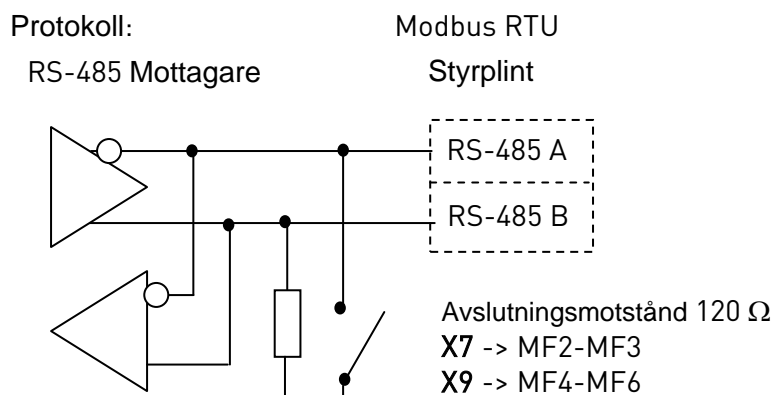 Protokoll: Modbus RTU
RS-485 Mottagare Styrplint
RS-485 A
RS-485 B
Avslutningsmotstånd 120 Ω
X7 -> MF2-MF3
X9 -> MF4-MF6